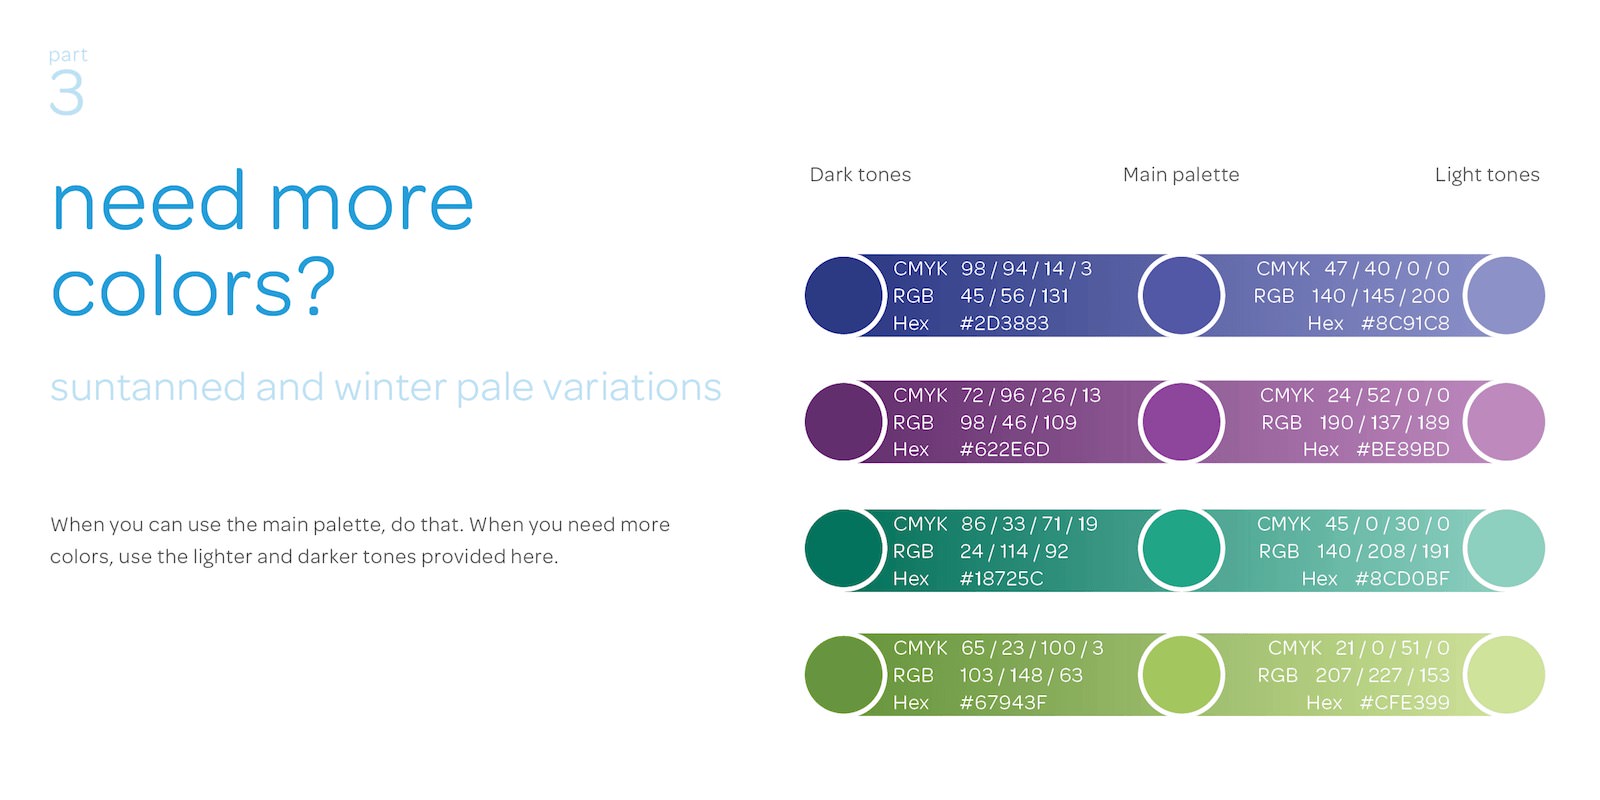 part
3
need more
colors?
suntanned and winter pale variations
When you can use the main palette, do that. When you need more
colors, use the lighter and darker tones provided here.
Dark tones
Main palette
Light tones
CMYK 98 / 94 / 14 / 3
RGB 45 / 56 / 131
Hex #2D3883
CMYK 47 / 40 / 0 / 0
RGB 140 / 145 / 200
Hex #8C91C8
CMYK 72 / 96 / 26 / 13
RGB 98 / 46 / 109
Hex #622E6D
CMYK 24 / 52 / 0 / 0
RGB 190 / 137 / 189
Hex #BE89BD
CMYK 86 / 33 / 71 / 19
RGB 24 / 114 / 92
Hex #18725C
CMYK 45 / 0 / 30 / 0
RGB 140 / 208 / 191
Hex #8CD0BF
CMYK 65 / 23 / 100 / 3
RGB 103 / 148 / 63
Hex #67943F
CMYK 21 / 0 / 51 / 0
RGB 207 / 227 / 153
Hex #CFE399